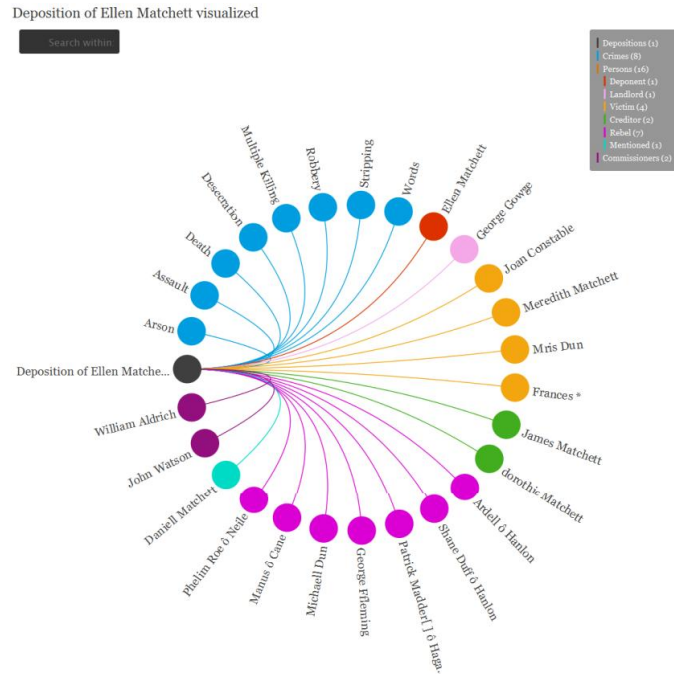 Deposition of Ellen Matchett visualized
Search within
Depositions (1)
Crimes (8)
Persons (16)
Deponent (1)
Landlord (1)
Victim (4)
Creditor (2)
Rebel (7)
Mentioned (1)
Commissioners (2)
Multiple Killing
Robbery
Stripping
Words
Ellen Matchett
George Gowge
Desecration
Joan Constable
Death
Meredith Matchett
Assault
Mris Dun
Arson
Frances *
Deposition of Ellen Matche...
James Matchett
William Aldrich
dorothie Matchett
John Watson
Ardell ô Hanlon
Daniell Matchett
Shane Duff ô Hanlon
Phelim Roe ô Neile
Patrick Madder[ ] ô Haga.
Manus ô Cane
George Ffleming
Michaell Dun